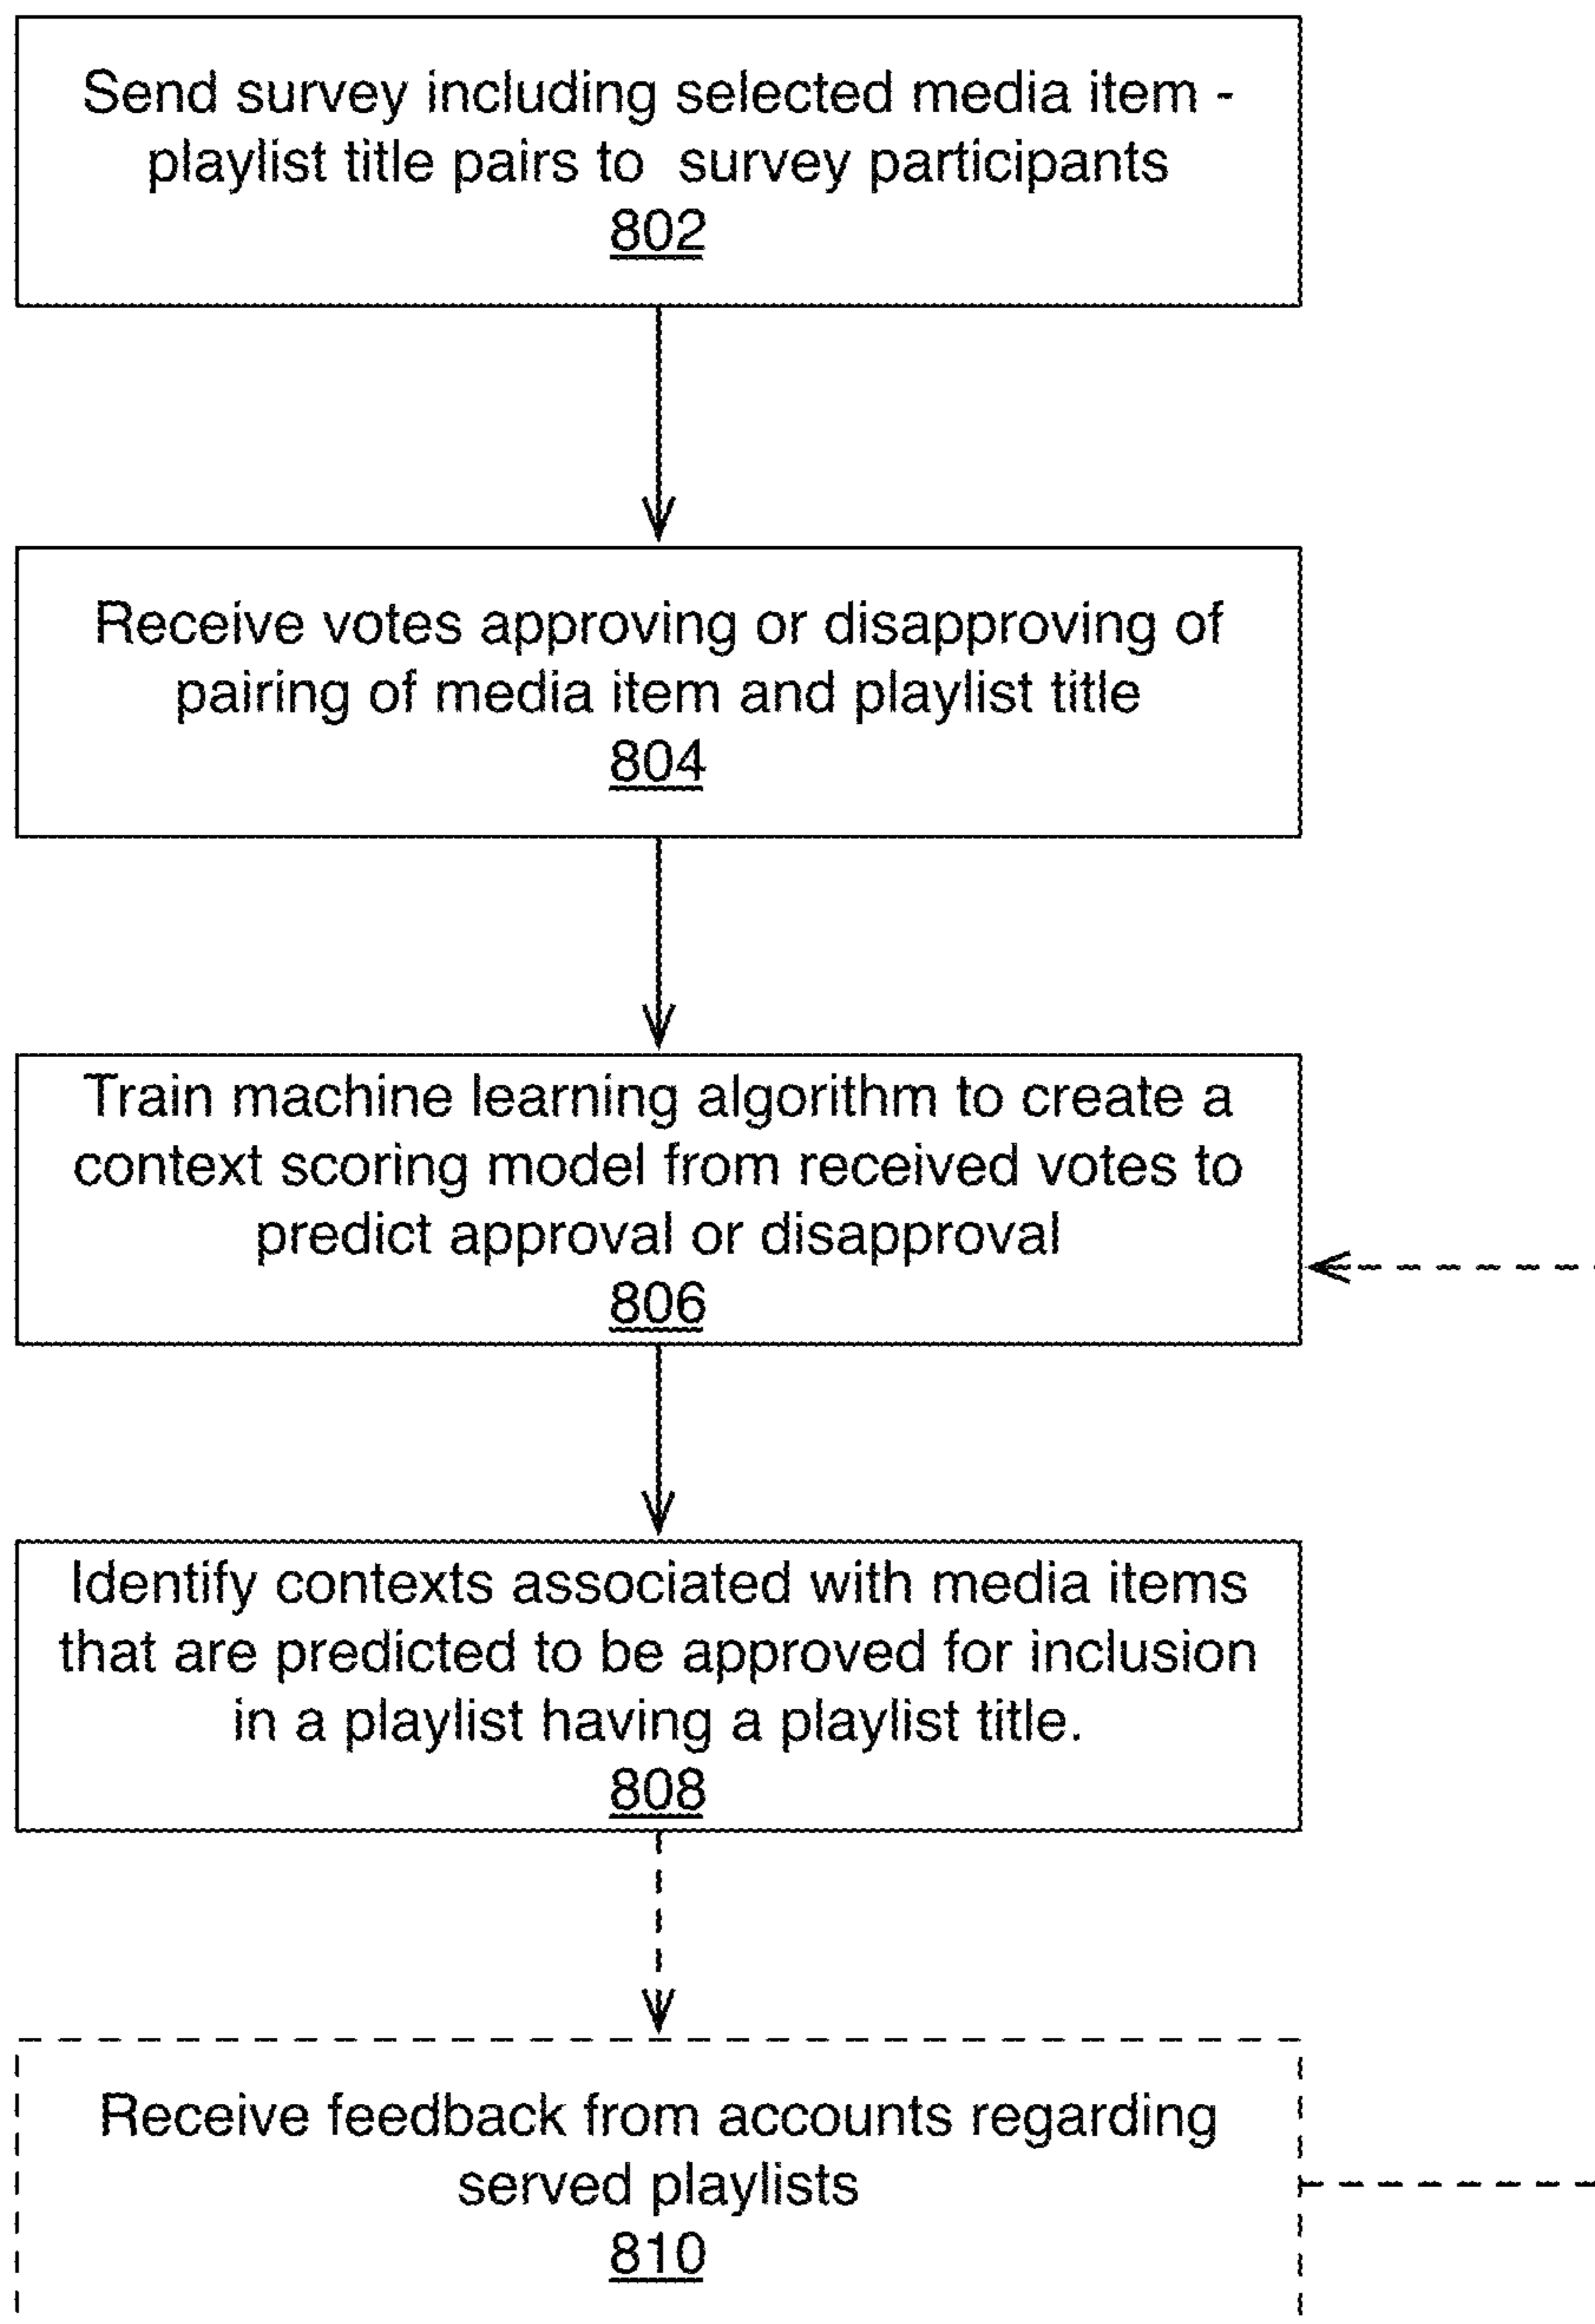 Send survey including selected media item -
playlist title pairs to survey participants
802
Receive votes approving or disapproving of
pairing of media item and playlist title
804
Train machine learning algorithm to create a
context scoring model from received votes to
predict approval or disapproval
806
Identify contexts associated with media items
that are predicted to be approved for inclusion
in a playlist having a playlist title.
808
Receive feedback from accounts regarding
served playlists
810